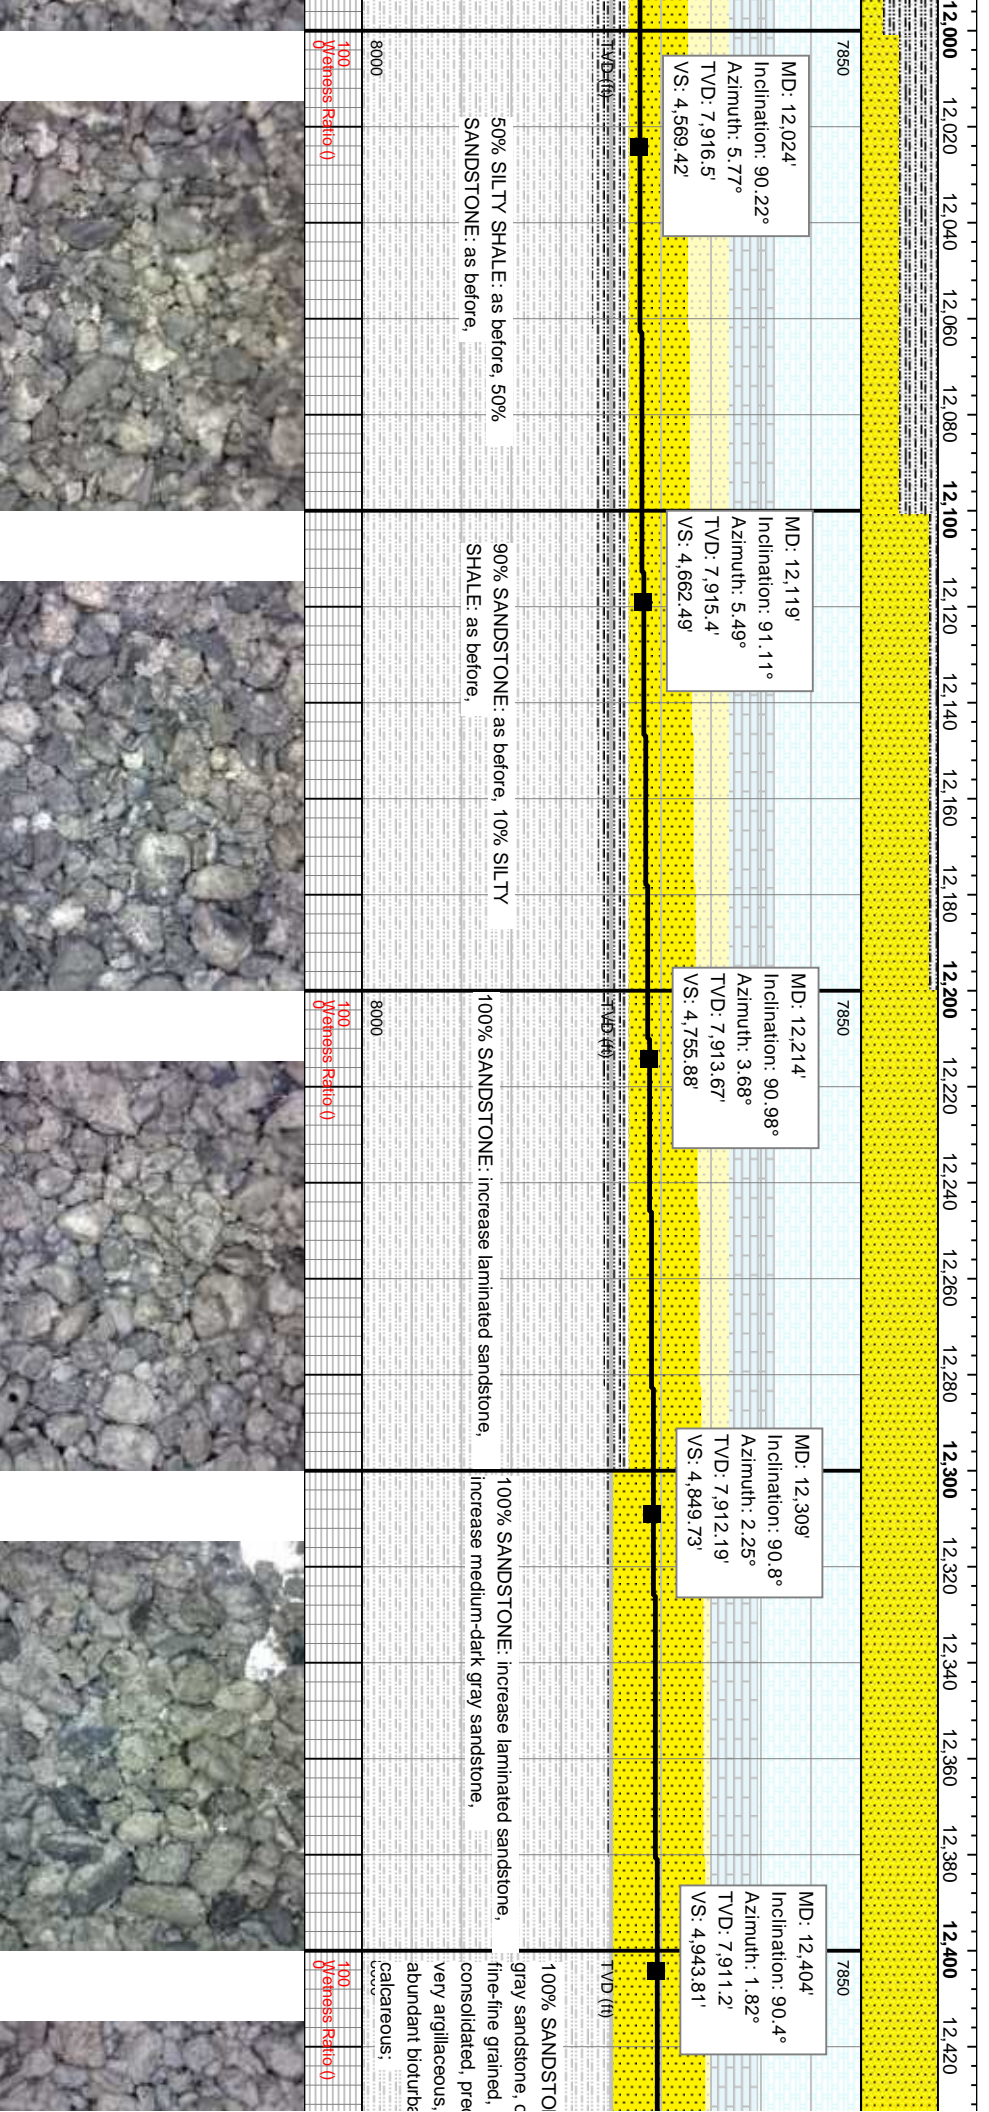 12,000
12,020
12,040
12,060
12,080
12,100
12,120
12,140
12,160
12,180
12,200
12,220
12,240
12,260
12,280
12,300
12,320
12,340
12,360
12,380
12,400
12,420
7850
7850
7850
MD: 12,024'
Inclination: 90.22°
Azimuth: 5.77°
TVD: 7,916.5'
VS: 4,569.42'
MD: 12,119'
Inclination: 91.11°
Azimuth: 5.49°
TVD: 7,915.4'
VS: 4,662.49'
MD: 12,214'
Inclination: 90.98°
Azimuth: 3.68°
TVD: 7,913.67'
VS: 4,755.88'
MD: 12,309'
Inclination: 90.8°
Azimuth: 2.25°
TVD: 7,912.19'
VS: 4,849.73'
MD: 12,404'
Inclination: 90.4°
Azimuth: 1.82°
TVD: 7,911.2'
VS: 4,943.81'
TVD (ft)
TVD (ft)
TVD (ft)
50% SILTY SHALE: as before, 50%
SANDSTONE: as before,
90% SANDSTONE: as before, 10% SILTY
SHALE: as before,
100% SANDSTONE: increase laminated sandstone,
100% SANDSTONE: increase laminated sandstone,
increase medium-dark gray sandstone,
100% SANDSTO
gray sandstone, c
fine-fine grained,
consolidated, pred
very argillaceous,
abundant bioturba
calcareous;
8000
8000
100
0
Wetness Ratio ()
100
0
Wetness Ratio ()
100
0
Wetness Ratio ()